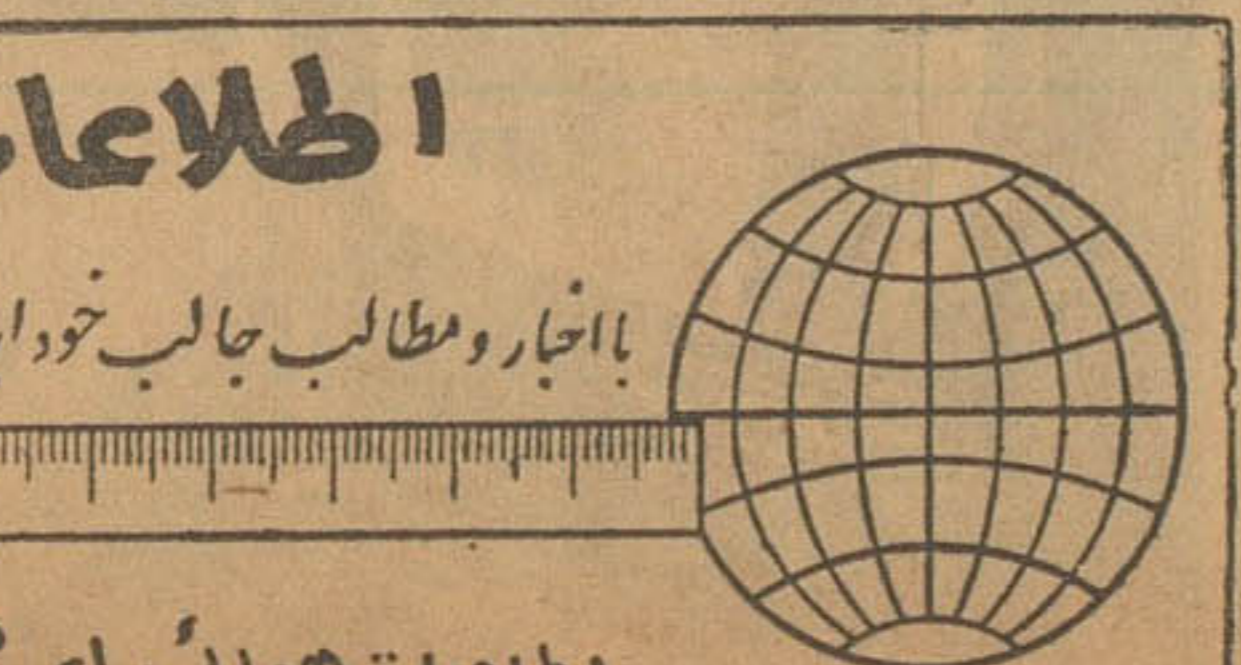 اطلاعا
با اخبار و مطالب جالب خود ا